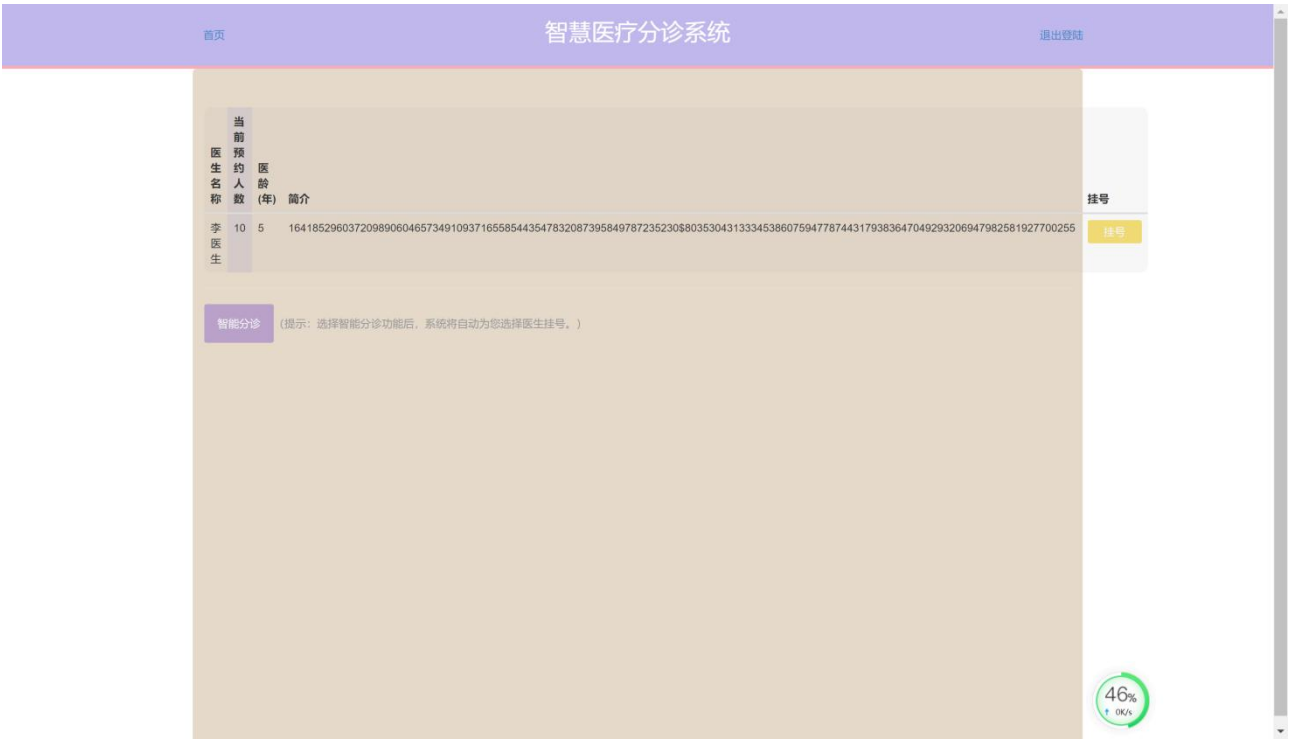 首页
智慧医疗分诊系统
退出登陆
医生名称
当前预约人数
医龄(年)
简介
挂号
李医生
10
5
16418529603720989060465734910937165585443547832087395849787235230$80353043133345386075947787443179383647049293206947982581927700255
挂号
智能分诊
(提示：选择智能分诊功能后，系统将自动为您选择医生挂号。)
46%
↑ 0K/s